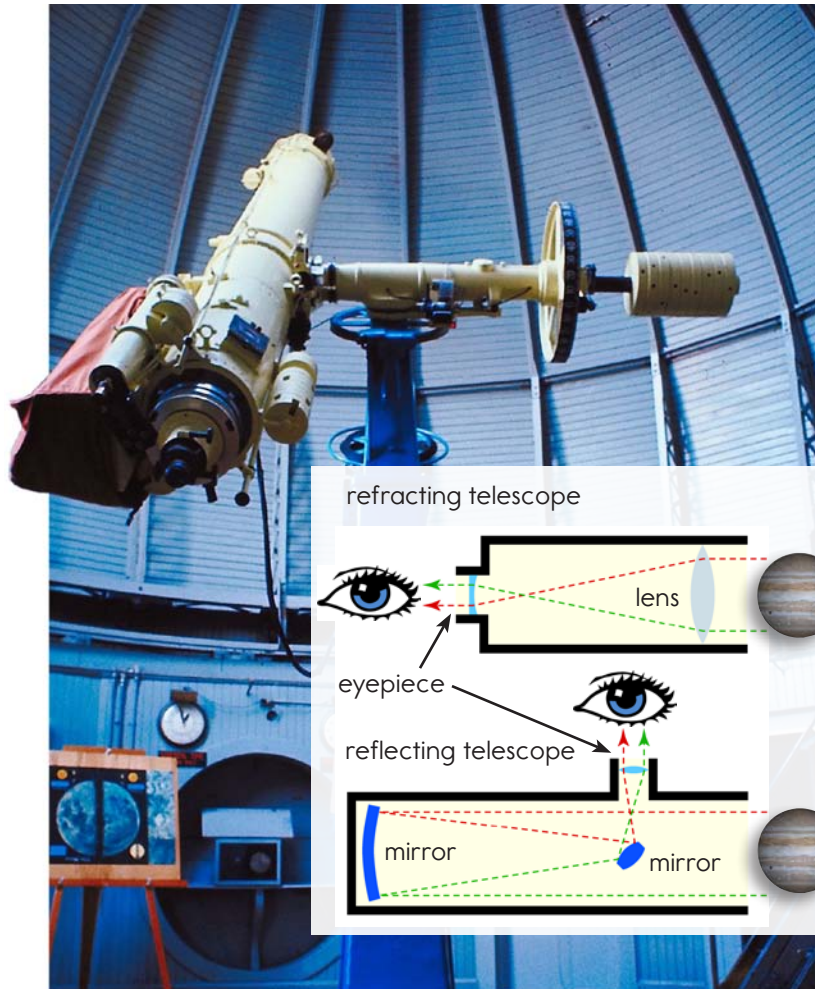 refracting telescope
lens
eyepiece
reflecting telescope
mirror
mirror